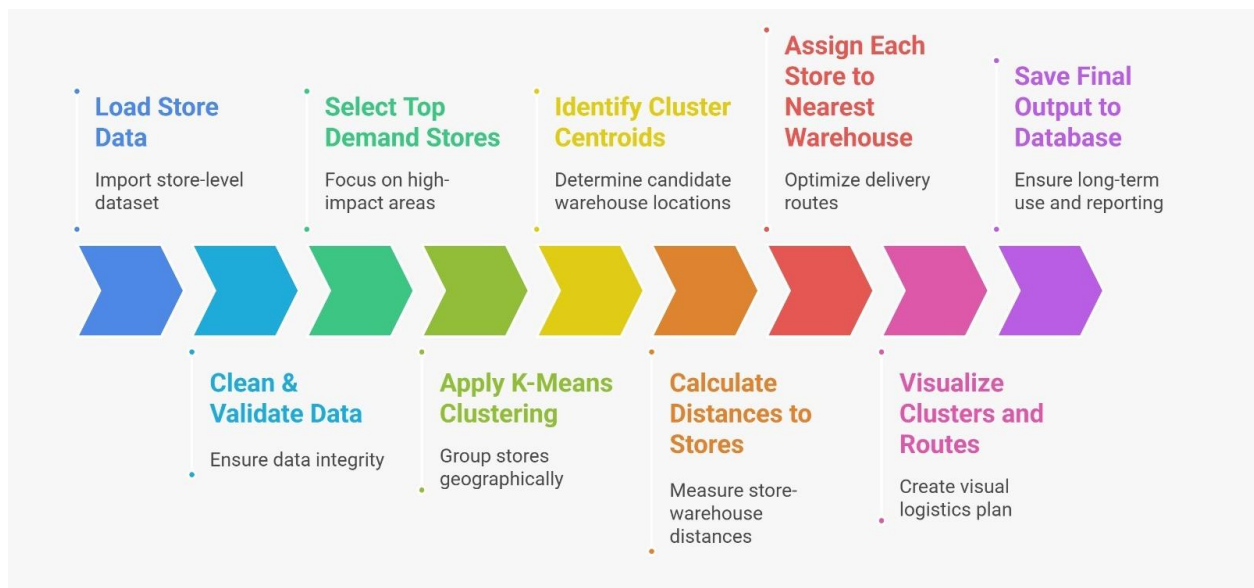 Load Store
Data
Import store-level
dataset
Clean &
Validate Data
Ensure data integrity
Select Top
Demand Stores
Focus on high-
impact areas
Apply K-Means
Clustering
Group stores
geographically
Identify Cluster
Centroids
Determine candidate
warehouse locations
Calculate
Distances to
Stores
Measure store-
warehouse
distances
Assign Each
Store to
Nearest
Warehouse
Optimize delivery
routes
Visualize
Clusters and
Routes
Create visual
logistics plan
Save Final
Output to
Database
Ensure long-term
use and reporting